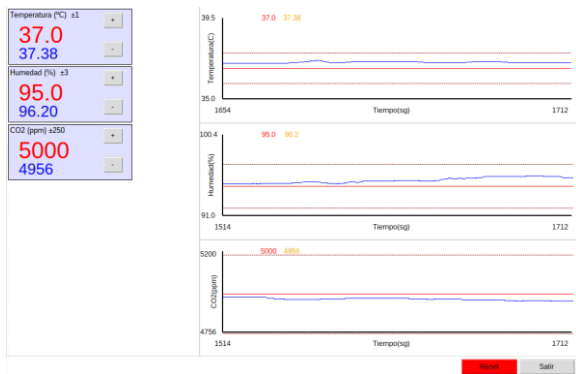 Temperatura (ºC) ±1
+
37.0
37.38
-
Humedad (%) ±3
+
95.0
96.20
-
CO2 (ppm) ±250
+
5000
4956
-
39.5
37.0 37.38
Temperatura(C)
35.0
1654
Tiempo(sg)
1712
100.4
95.0 96.2
Humedad(%)
91.0
1514
Tiempo(sg)
1712
5200
5000 4956
CO2(ppm)
4756
1514
Tiempo(sg)
1712
Reset
Salir